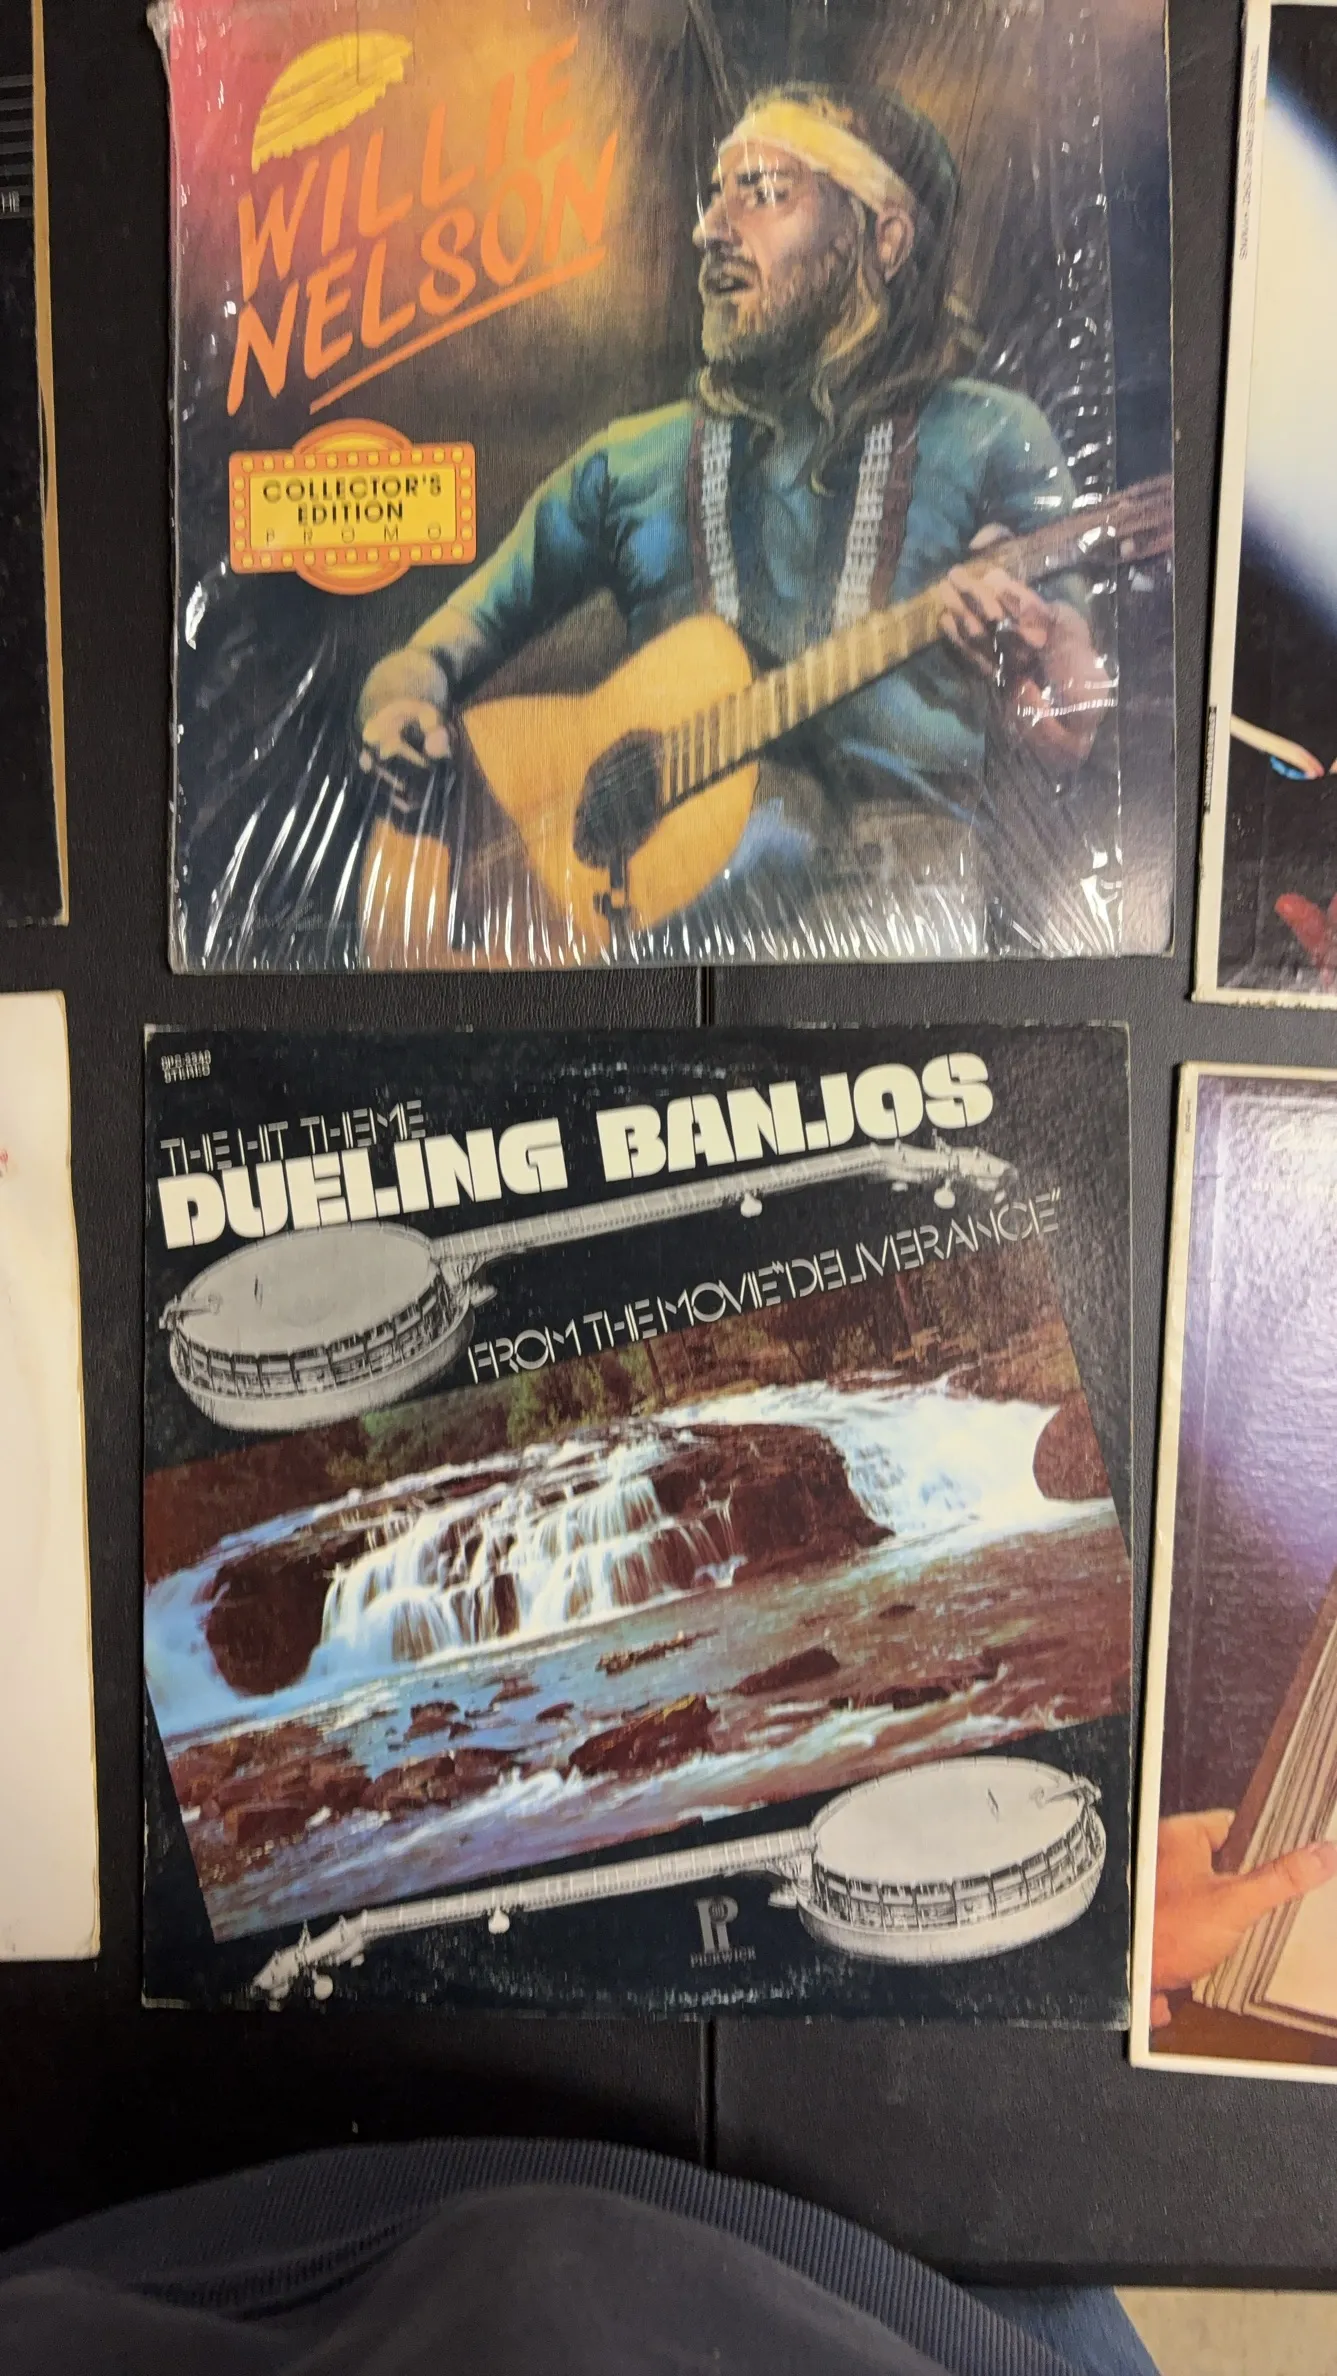 WILLIE
NELSON
COLLECTOR'S
EDITION
PROMO
STEREO
THE HIT THEME
DUELING BANJOS
FROM THE MOVIE "DELIVERANCE"
PICKWICK